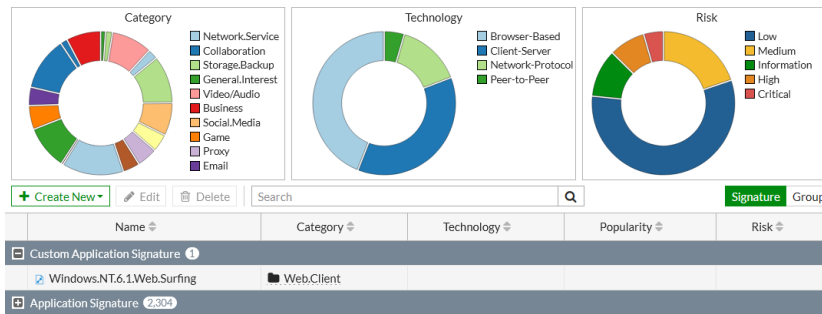 Category
Network.Service
Collaboration
Storage.Backup
General.Interest
Video/Audio
Business
Social.Media
Game
Proxy
Email
Technology
Browser-Based
Client-Server
Network-Protocol
Peer-to-Peer
Risk
Low
Medium
Information
High
Critical
Create New Edit Delete Search Signature Group
Name Category Technology Popularity Risk
Custom Application Signature 1
Windows.NT.6.1.Web.Surfing Web.Client
Application Signature 2,304